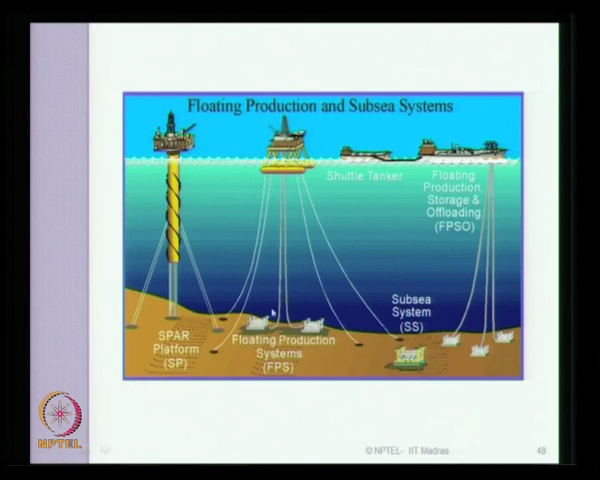 Floating Production and Subsea Systems
Shuttle Tanker
Floating
Production,
Storage &
Offloading
(FPSO)
Subsea
System
(SS)
SPAR
Platform
(SP)
Floating Production
Systems
(FPS)
NPTEL
© NPTEL- IIT Madras
48